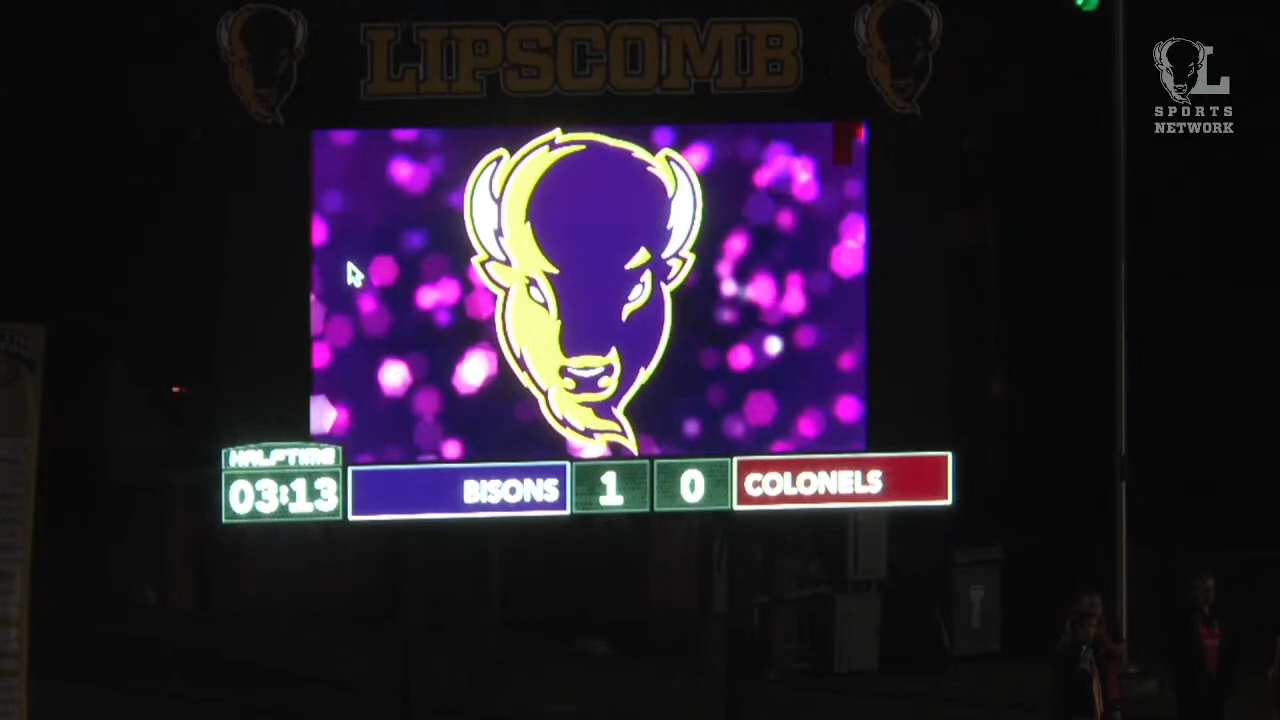 LIPSCOMB
L
SPORTS
NETWORK
HALFTIME
03:13
BISONS
1
0
COLONELS